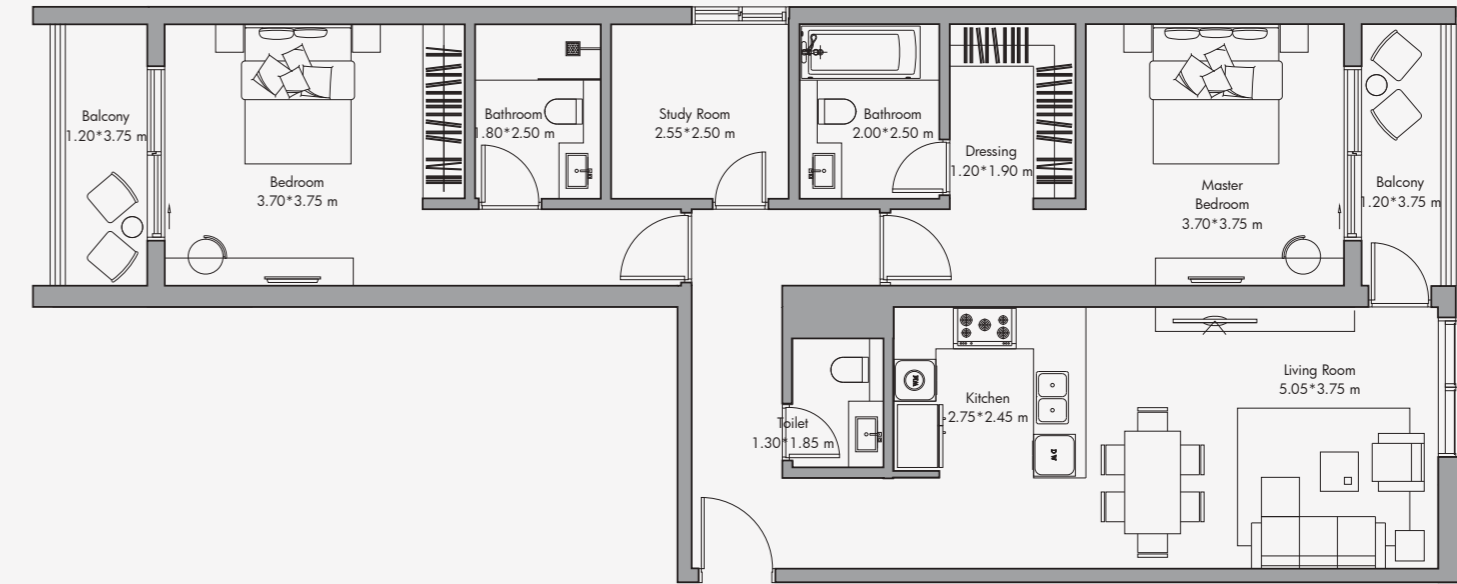 Balcony
1.20*3.75 m
Bedroom
3.70*3.75 m
Bathroom
1.80*2.50 m
Study Room
2.55*2.50 m
Bathroom
2.00*2.50 m
Dressing
1.20*1.90 m
Master
Bedroom
3.70*3.75 m
Balcony
1.20*3.75 m
Toilet
1.30*1.85 m
Kitchen
2.75*2.45 m
DW
Living Room
5.05*3.75 m